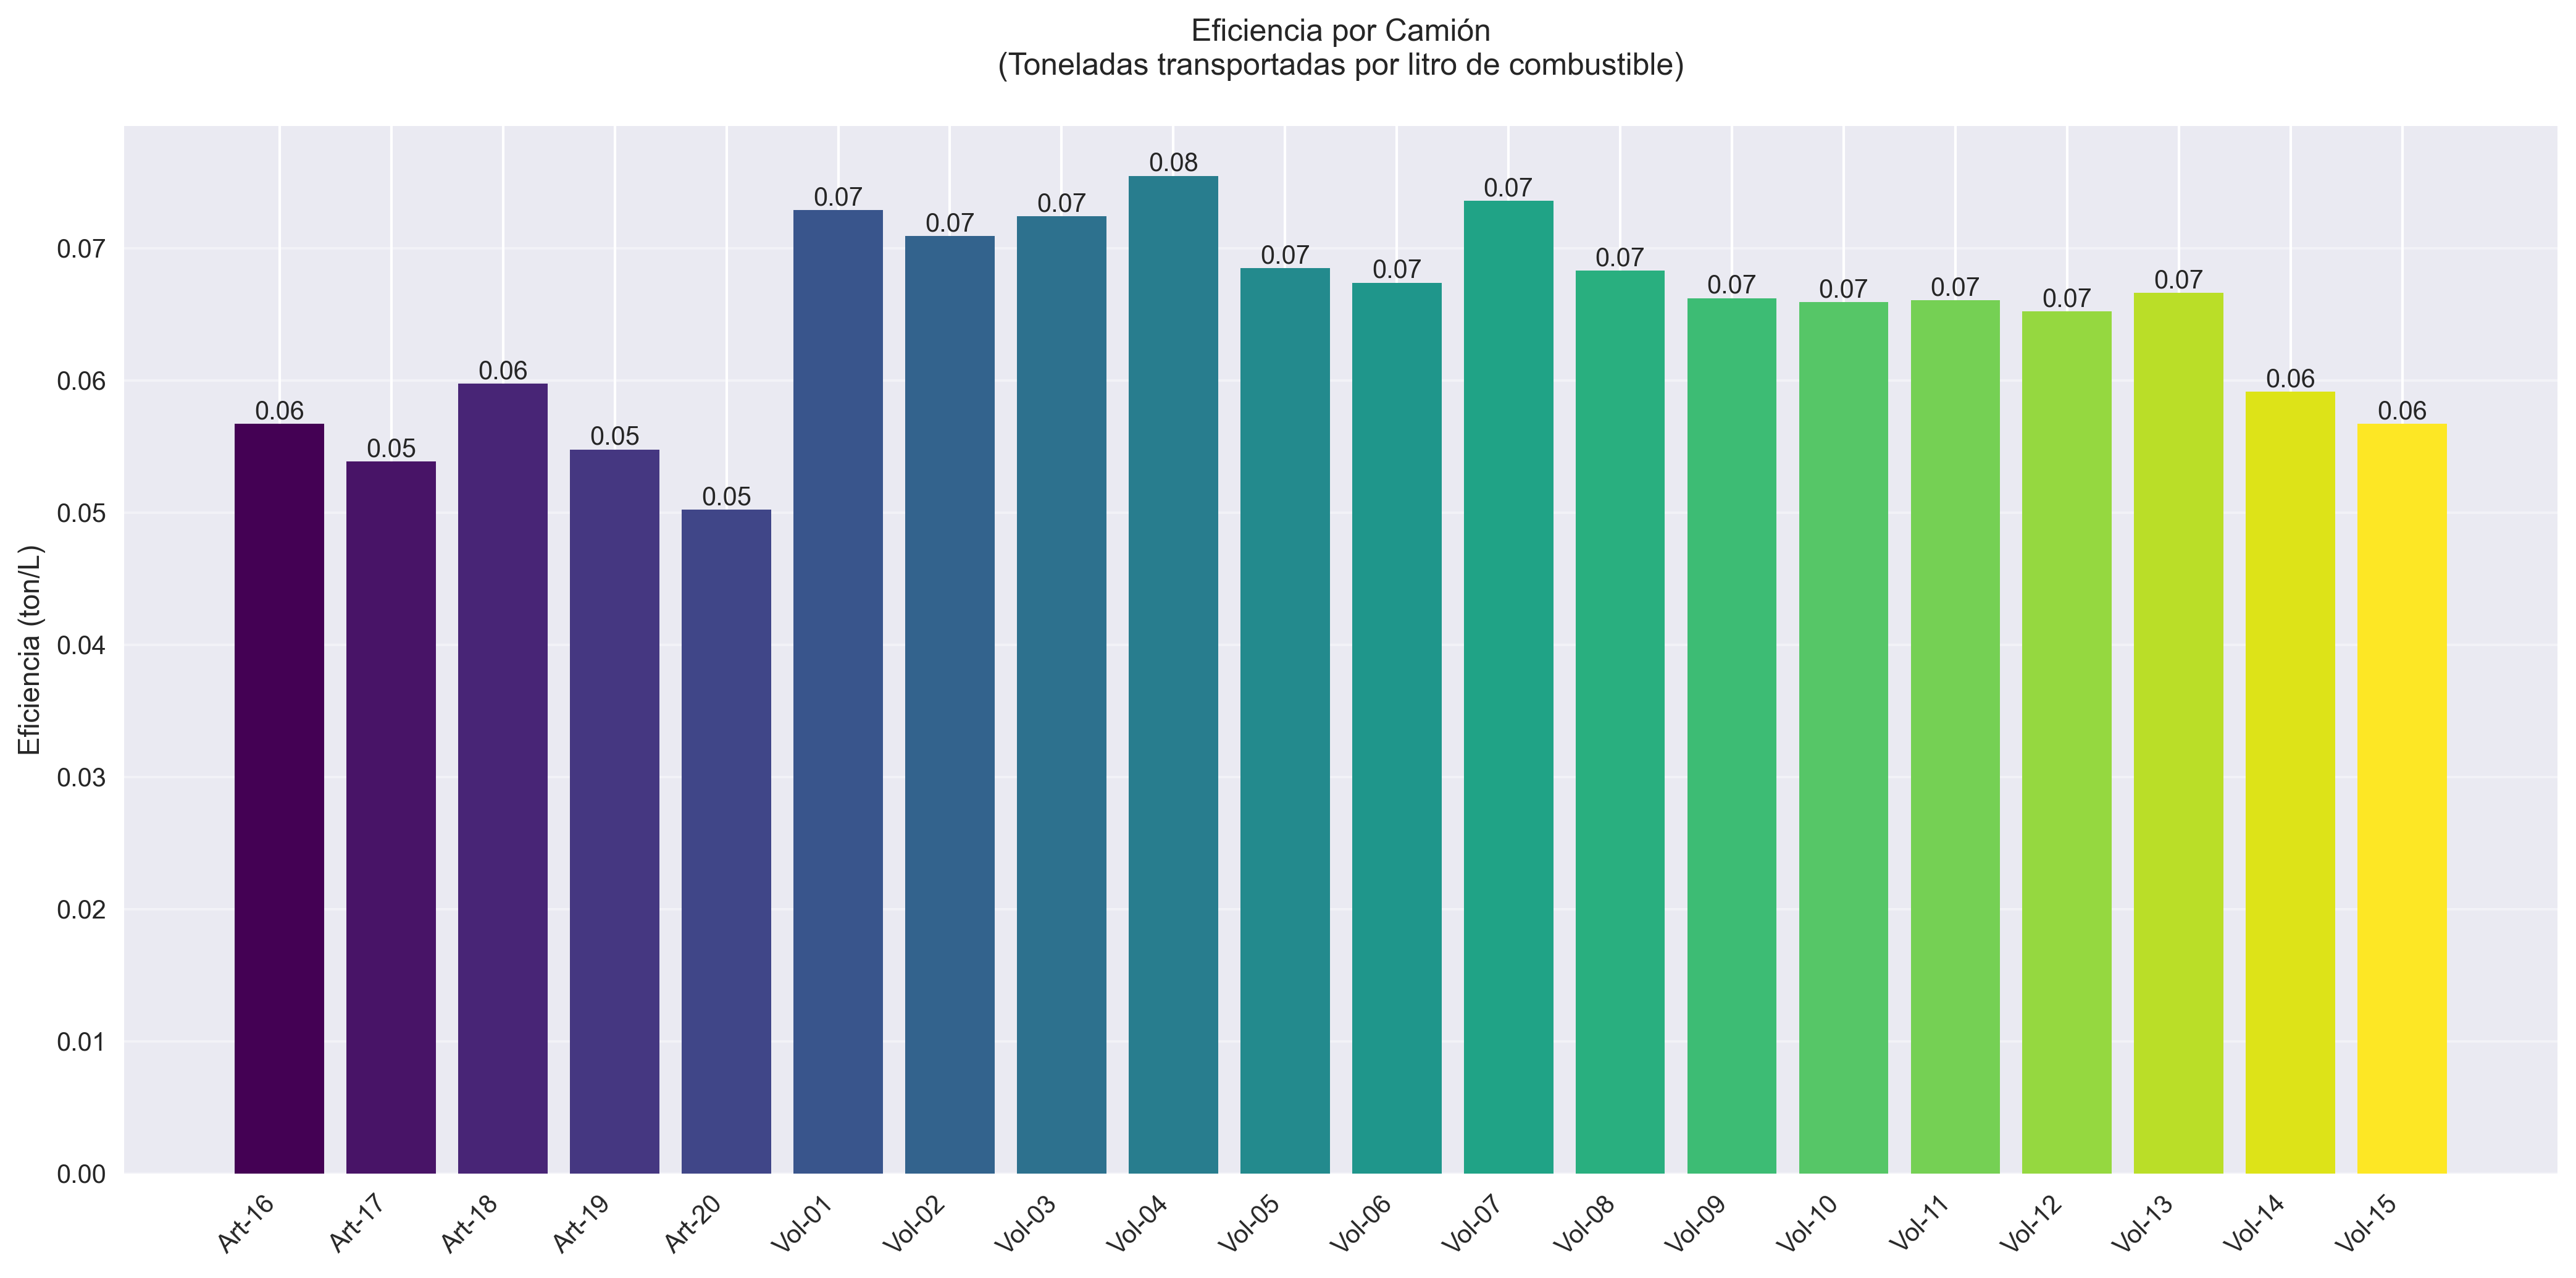 Eficiencia por Camión
(Toneladas transportadas por litro de combustible)
Eficiencia (ton/L)
0.07
0.06
0.05
0.04
0.03
0.02
0.01
0.00
0.06
0.05
0.06
0.05
0.05
0.07
0.07
0.07
0.08
0.07
0.07
0.07
0.07
0.07
0.07
0.07
0.07
0.07
0.06
0.06
Art-16
Art-17
Art-18
Art-19
Art-20
Vol-01
Vol-02
Vol-03
Vol-04
Vol-05
Vol-06
Vol-07
Vol-08
Vol-09
Vol-10
Vol-11
Vol-12
Vol-13
Vol-14
Vol-15